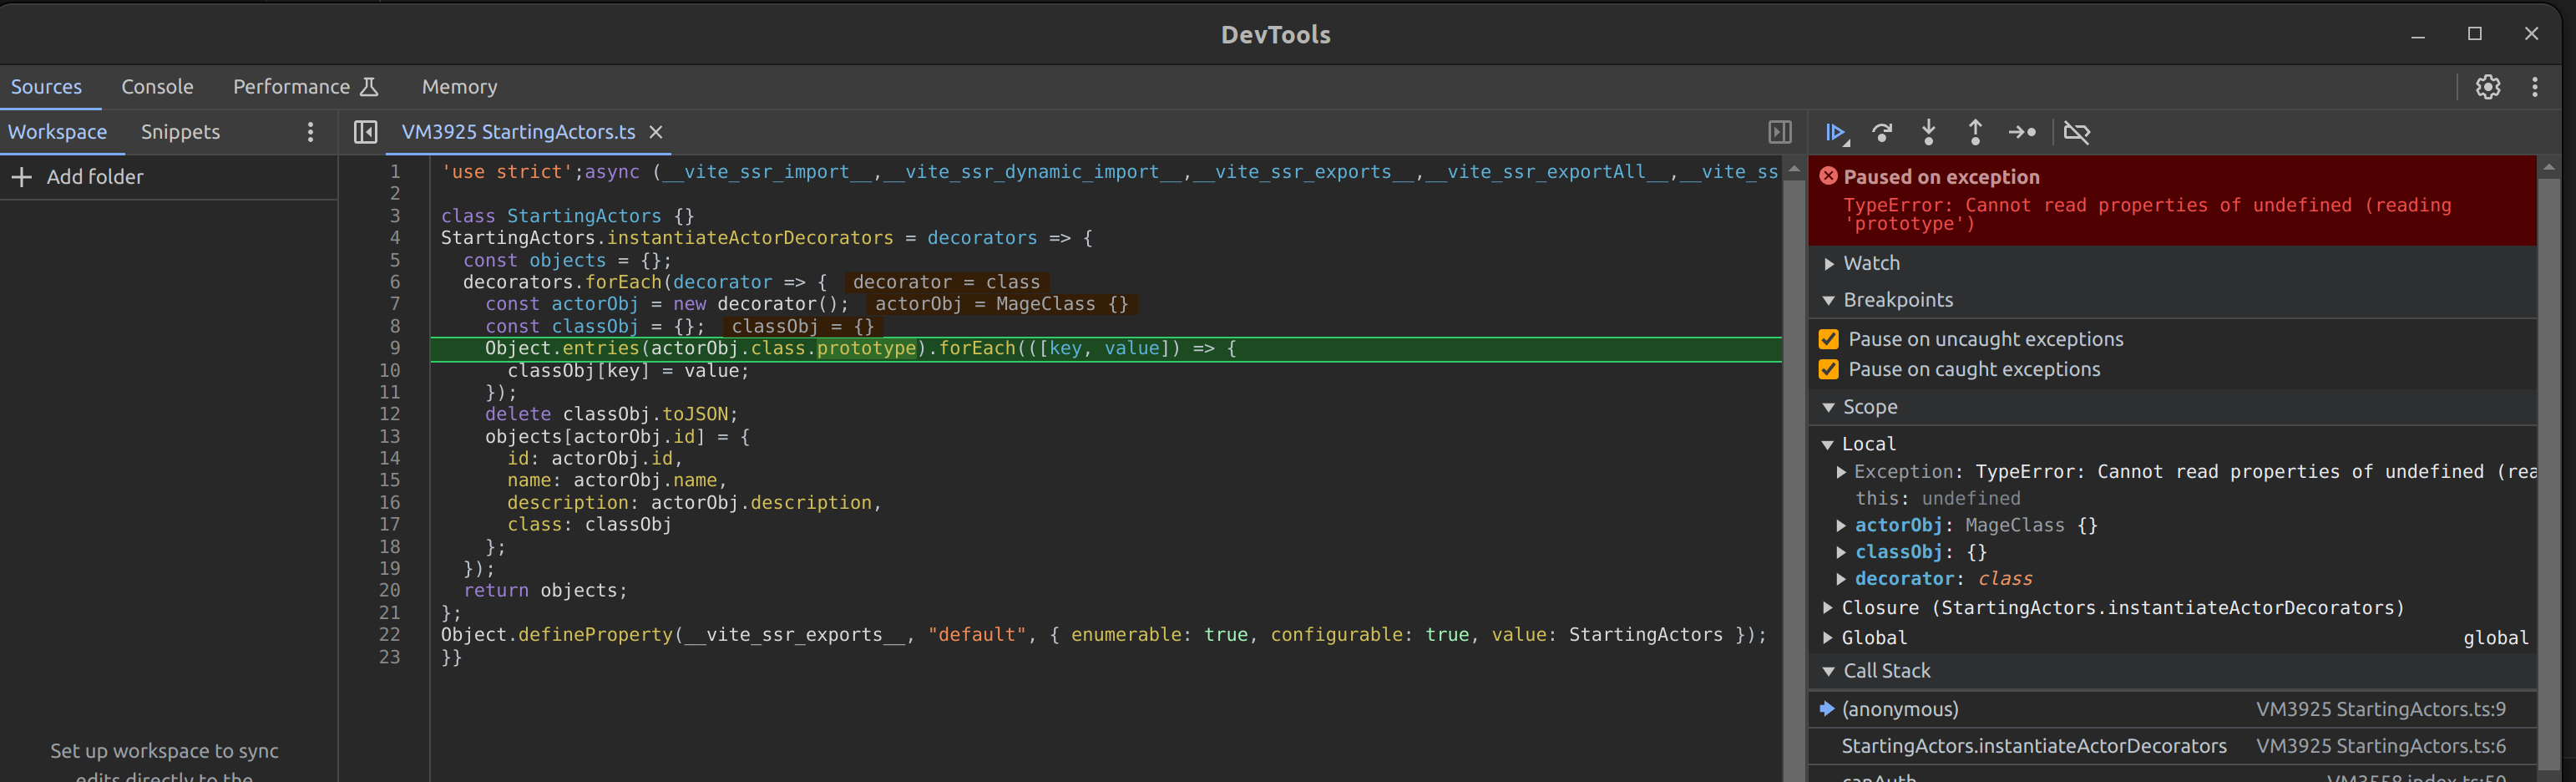 DevTools
Sources Console Performance Memory
Workspace Snippets
VM3925 StartingActors.ts
Add folder
1 'use strict';async (__vite_ssr_import__,__vite_ssr_dynamic_import__,__vite_ssr_exports__,__vite_ssr_exportAll__,__vite_ss
2
3 class StartingActors {}
4 StartingActors.instantiateActorDecorators = decorators => {
5 const objects = {};
6 decorators.forEach(decorator => { decorator = class
7 const actorObj = new decorator(); actorObj = MageClass {}
8 const classObj = {}; classObj = {}
9 Object.entries(actorObj.class.prototype).forEach(([key, value]) => {
10 classObj[key] = value;
11 });
12 delete classObj.toJSON;
13 objects[actorObj.id] = {
14 id: actorObj.id,
15 name: actorObj.name,
16 description: actorObj.description,
17 class: classObj
18 };
19 });
20 return objects;
21 };
22 Object.defineProperty(__vite_ssr_exports__, "default", { enumerable: true, configurable: true, value: StartingActors });
23 }}
Set up workspace to sync
edits directly to the
Paused on exception
TypeError: Cannot read properties of undefined (reading
'prototype')
Watch
Breakpoints
Pause on uncaught exceptions
Pause on caught exceptions
Scope
Local
Exception: TypeError: Cannot read properties of undefined (rea
this: undefined
actorObj: MageClass {}
classObj: {}
decorator: class
Closure (StartingActors.instantiateActorDecorators)
Global global
Call Stack
(anonymous) VM3925 StartingActors.ts:9
StartingActors.instantiateActorDecorators VM3925 StartingActors.ts:6